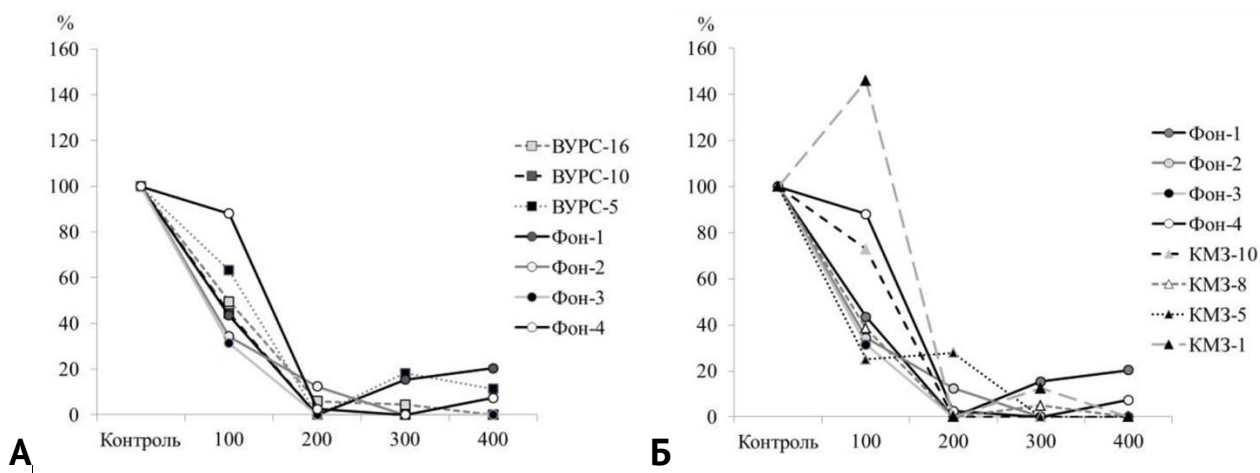 %
160
140
120
100
80
60
40
20
0
Контроль 100 200 300 400
ВУРС-16
ВУРС-10
ВУРС-5
Фон-1
Фон-2
Фон-3
Фон-4
А
%
160
140
120
100
80
60
40
20
0
Контроль 100 200 300 400
Фон-1
Фон-2
Фон-3
Фон-4
КМЗ-10
КМЗ-8
КМЗ-5
КМЗ-1
Б